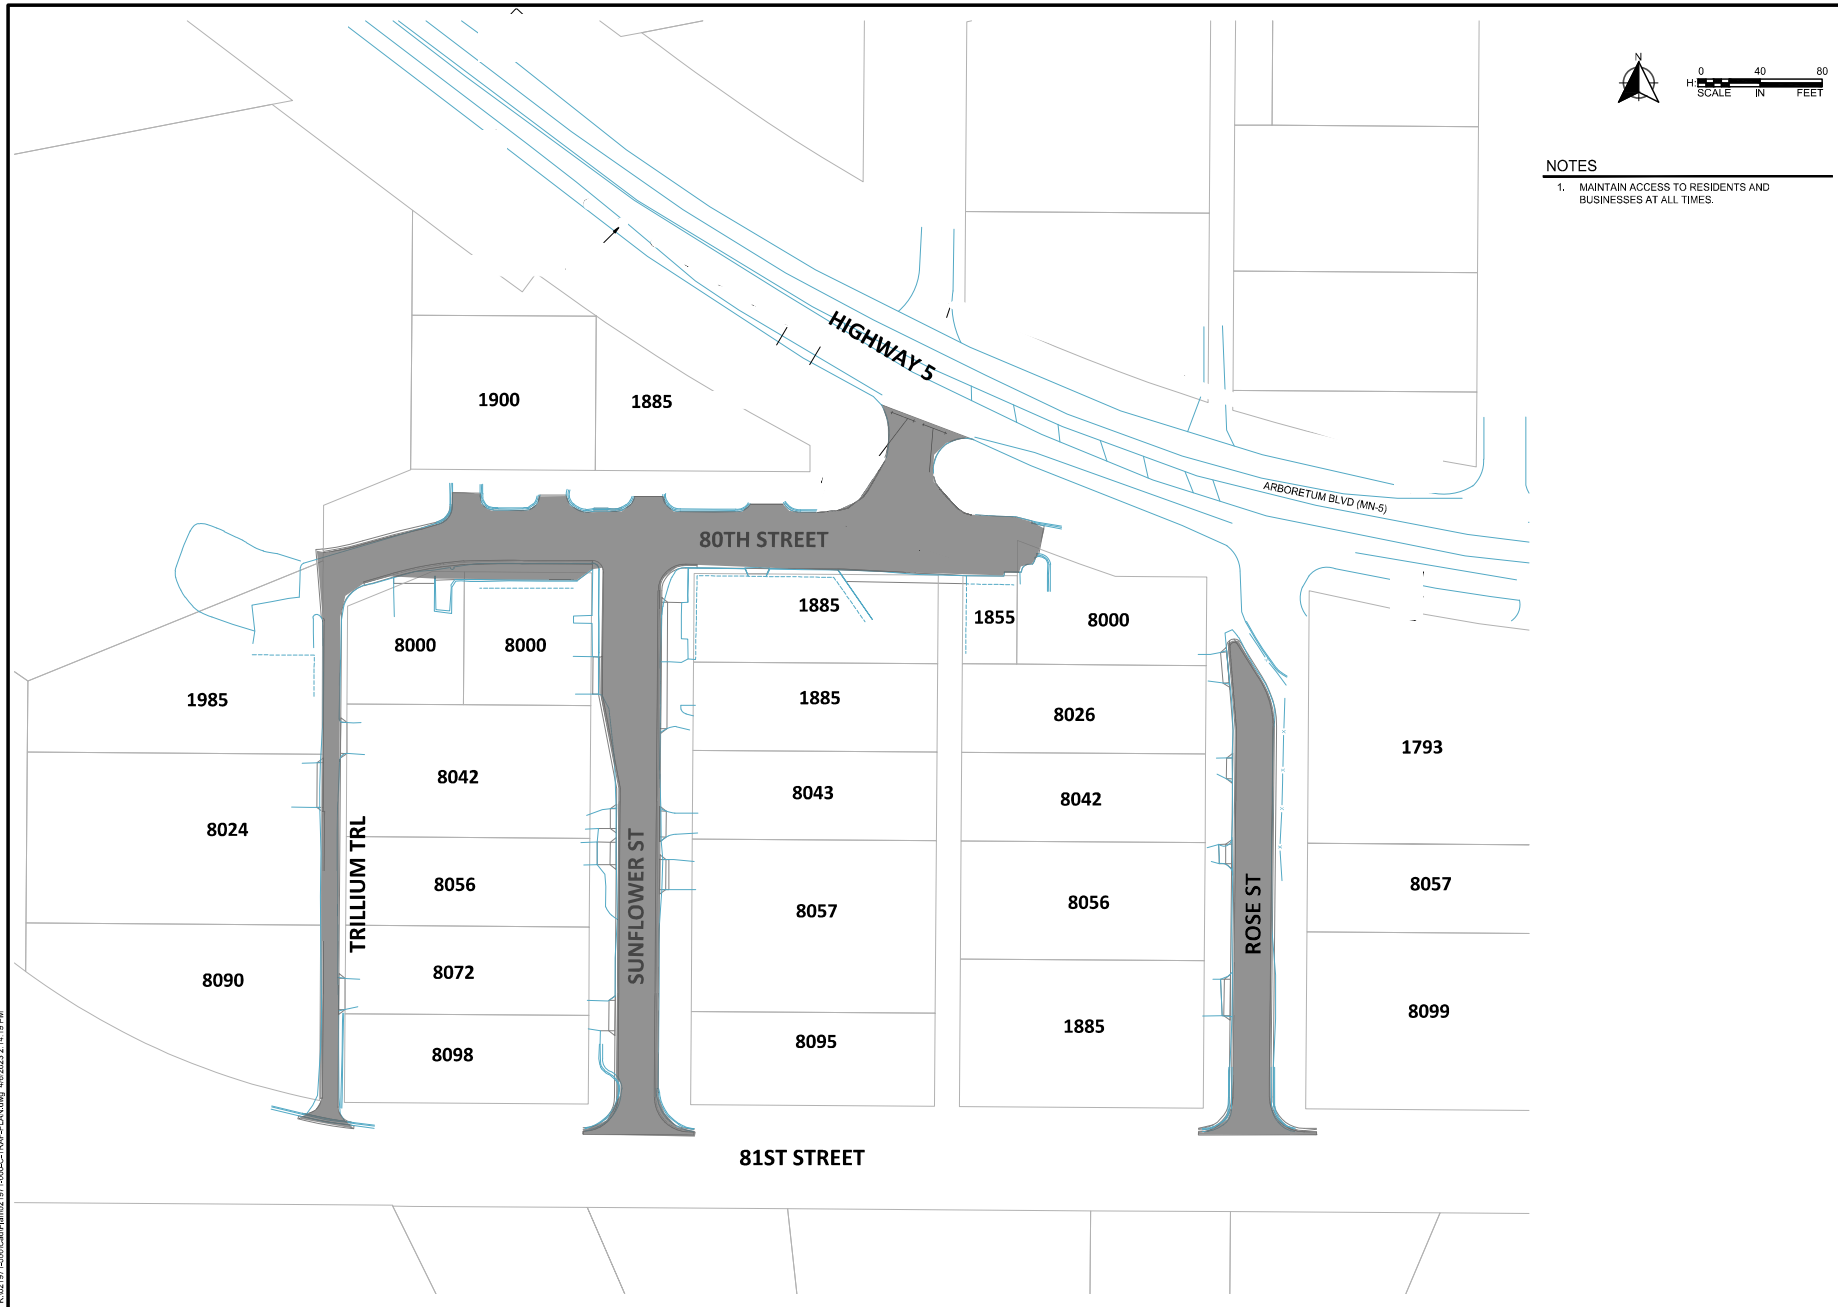 N
0 40 80
H:
SCALE IN FEET
NOTES
1. MAINTAIN ACCESS TO RESIDENTS AND
BUSINESSES AT ALL TIMES.
HIGHWAY 5
1900
1885
ARBORETUM BLVD (MN-5)
80TH STREET
1885
1855
8000
8000
8000
1985
1885
8026
1793
8042
8043
8042
8024
TRILLIUM TRL
SUNFLOWER ST
ROSE ST
8056
8057
8056
8057
8090
8072
8099
8098
8095
1885
81ST STREET